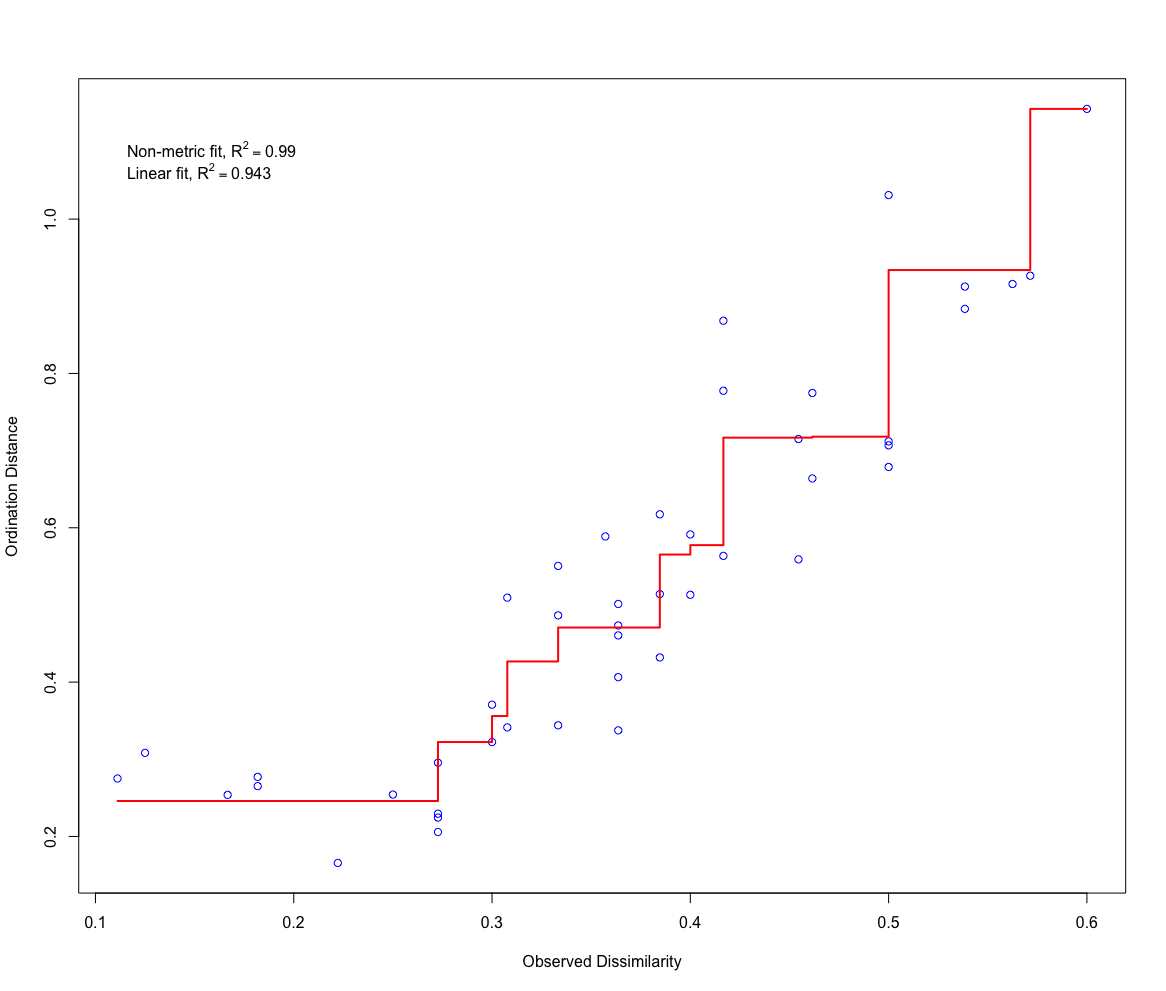 Non-metric fit, R² = 0.99
Linear fit, R² = 0.943
Ordination Distance
1.0
0.8
0.6
0.4
0.2
0.1 0.2 0.3 0.4 0.5 0.6
Observed Dissimilarity